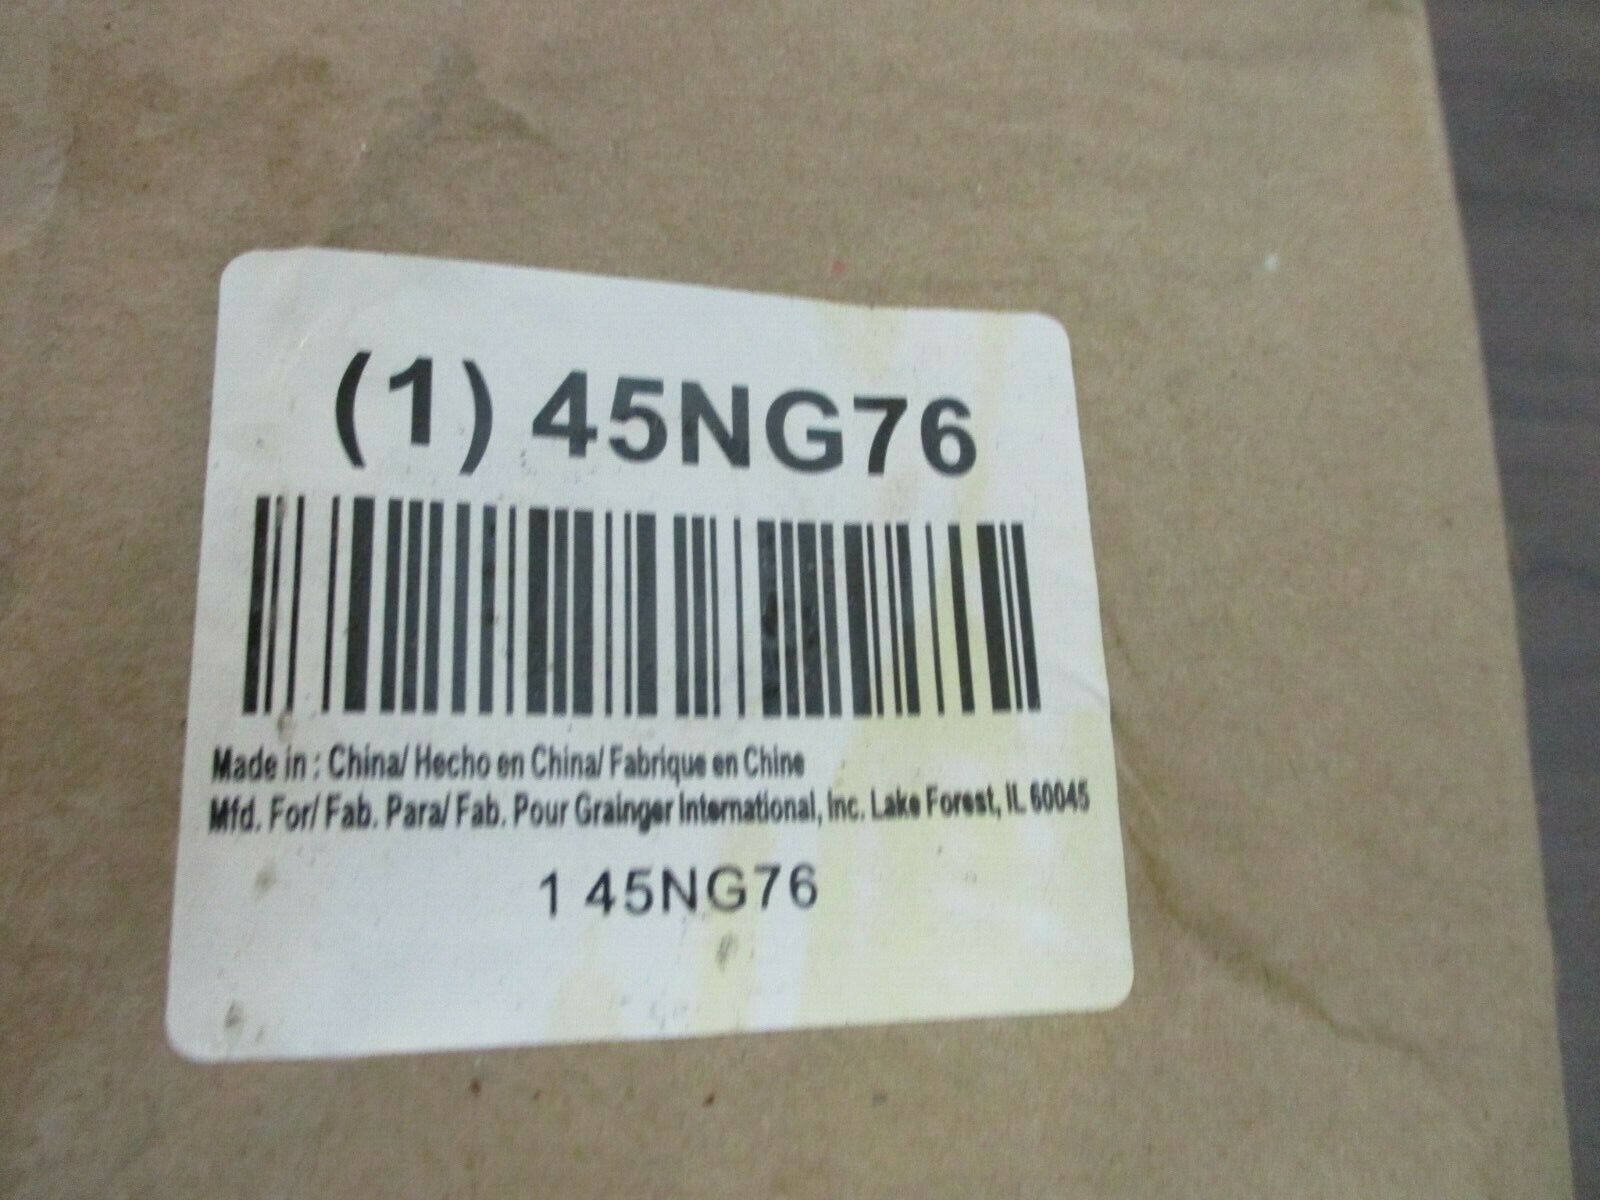 (1) 45NG76
Made in : China/ Hecho en China/ Fabrique en Chine
Mfd. For/ Fab. Para/ Fab. Pour Grainger International, Inc. Lake Forest, IL 60045
1 45NG76